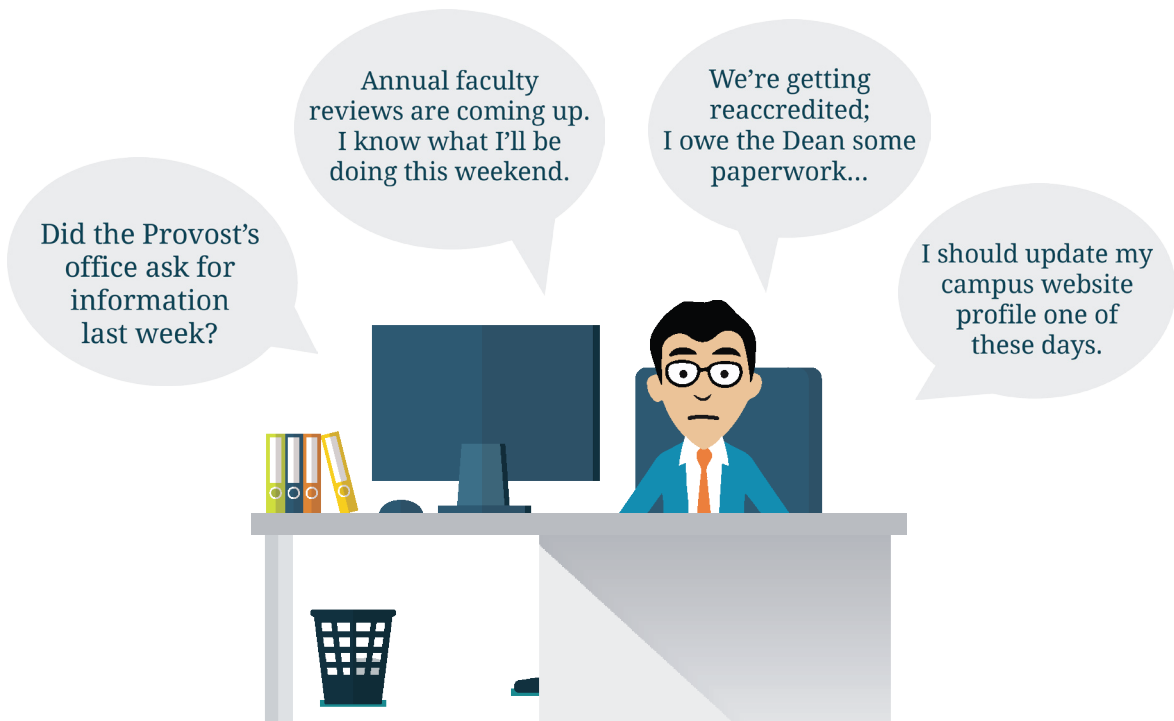 Did the Provost’s
office ask for
information
last week?
Annual faculty
reviews are coming up.
I know what I’ll be
doing this weekend.
We’re getting
reaccredited;
I owe the Dean some
paperwork…
I should update my
campus website
profile one of
these days.